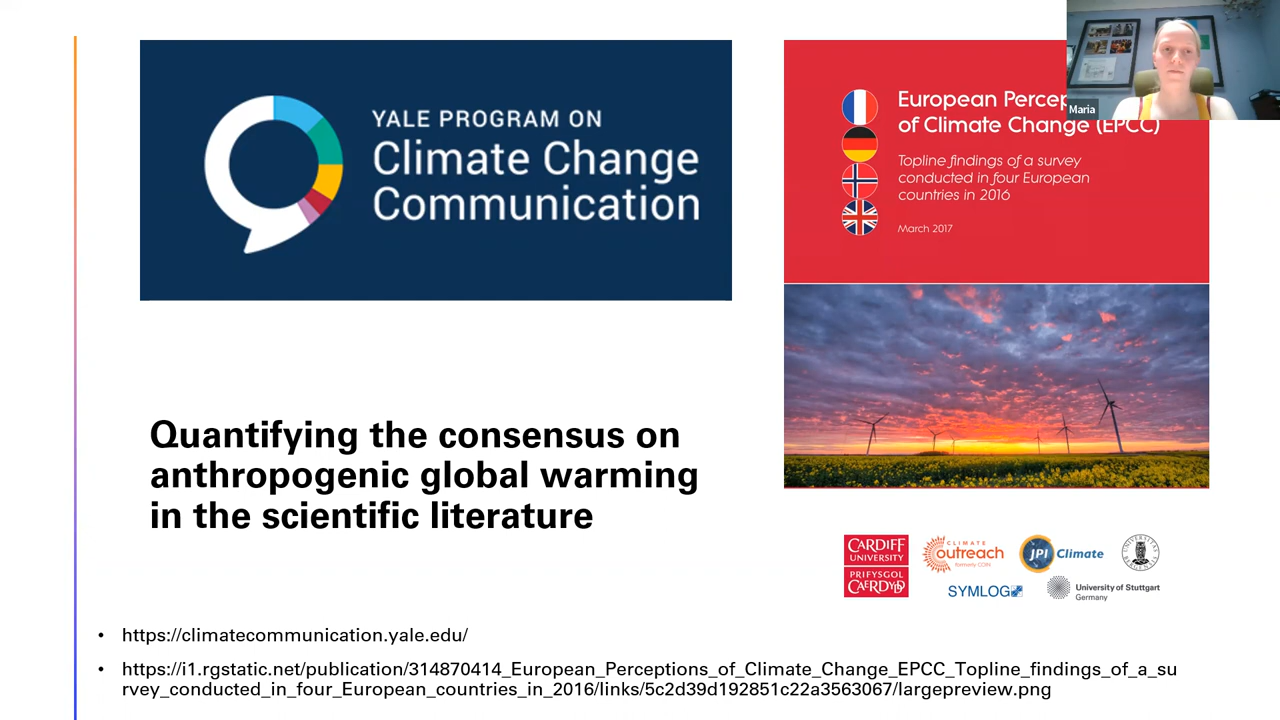 YALE PROGRAM ON
Climate Change
Communication
European Percep
of Climate Change (EPCC)
Topline findings of a survey
conducted in four European
countries in 2016
March 2017
Maria
Quantifying the consensus on
anthropogenic global warming
in the scientific literature
CARDIFF
UNIVERSITY
PRIFYSGOL
CAERDYDD
CLIMATE
outreach
formerly COIN
JPI Climate
SYMLOG
University of Stuttgart
Germany
• https://climatecommunication.yale.edu/
• https://i1.rgstatic.net/publication/314870414_European_Perceptions_of_Climate_Change_EPCC_Topline_findings_of_a_su
rvey_conducted_in_four_European_countries_in_2016/links/5c2d39d192851c22a3563067/largepreview.png